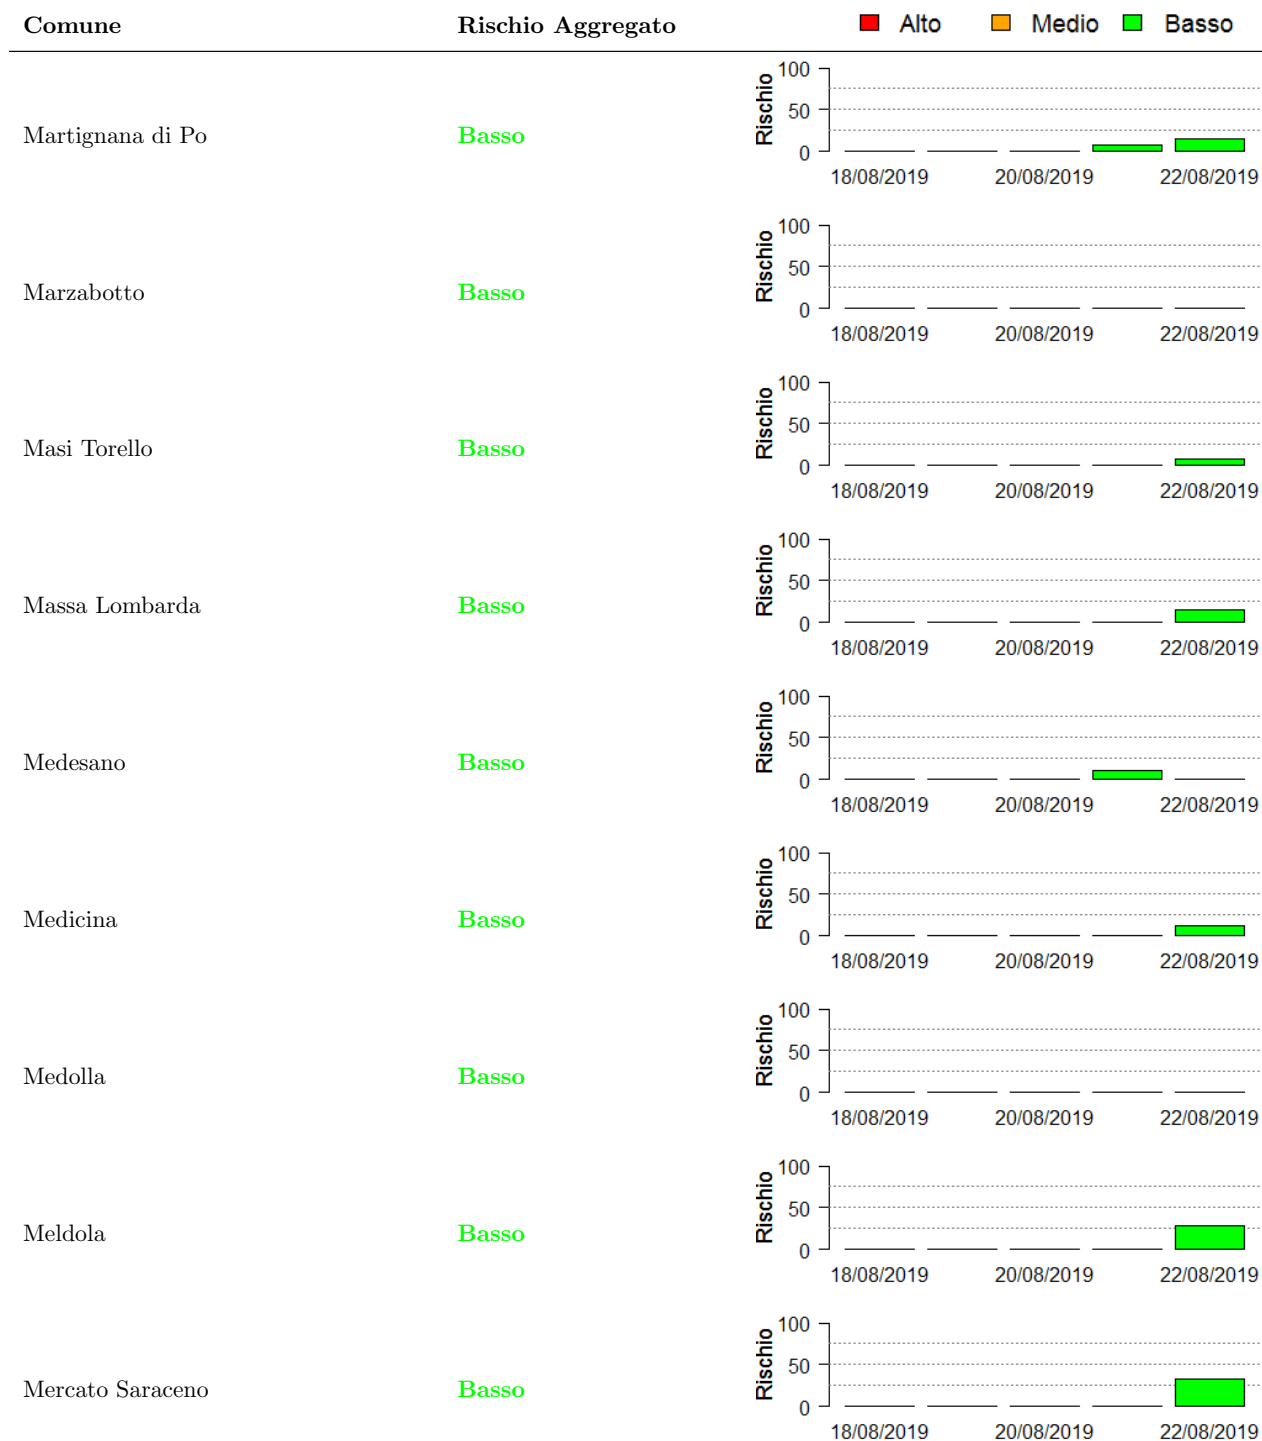 Comune Rischio Aggregato Alto Medio Basso
Martignana di Po Basso
Rischio
100
50
0
18/08/2019 20/08/2019 22/08/2019
Marzabotto Basso
Rischio
100
50
0
18/08/2019 20/08/2019 22/08/2019
Masi Torello Basso
Rischio
100
50
0
18/08/2019 20/08/2019 22/08/2019
Massa Lombarda Basso
Rischio
100
50
0
18/08/2019 20/08/2019 22/08/2019
Medesano Basso
Rischio
100
50
0
18/08/2019 20/08/2019 22/08/2019
Medicina Basso
Rischio
100
50
0
18/08/2019 20/08/2019 22/08/2019
Medolla Basso
Rischio
100
50
0
18/08/2019 20/08/2019 22/08/2019
Meldola Basso
Rischio
100
50
0
18/08/2019 20/08/2019 22/08/2019
Mercato Saraceno Basso
Rischio
100
50
0
18/08/2019 20/08/2019 22/08/2019